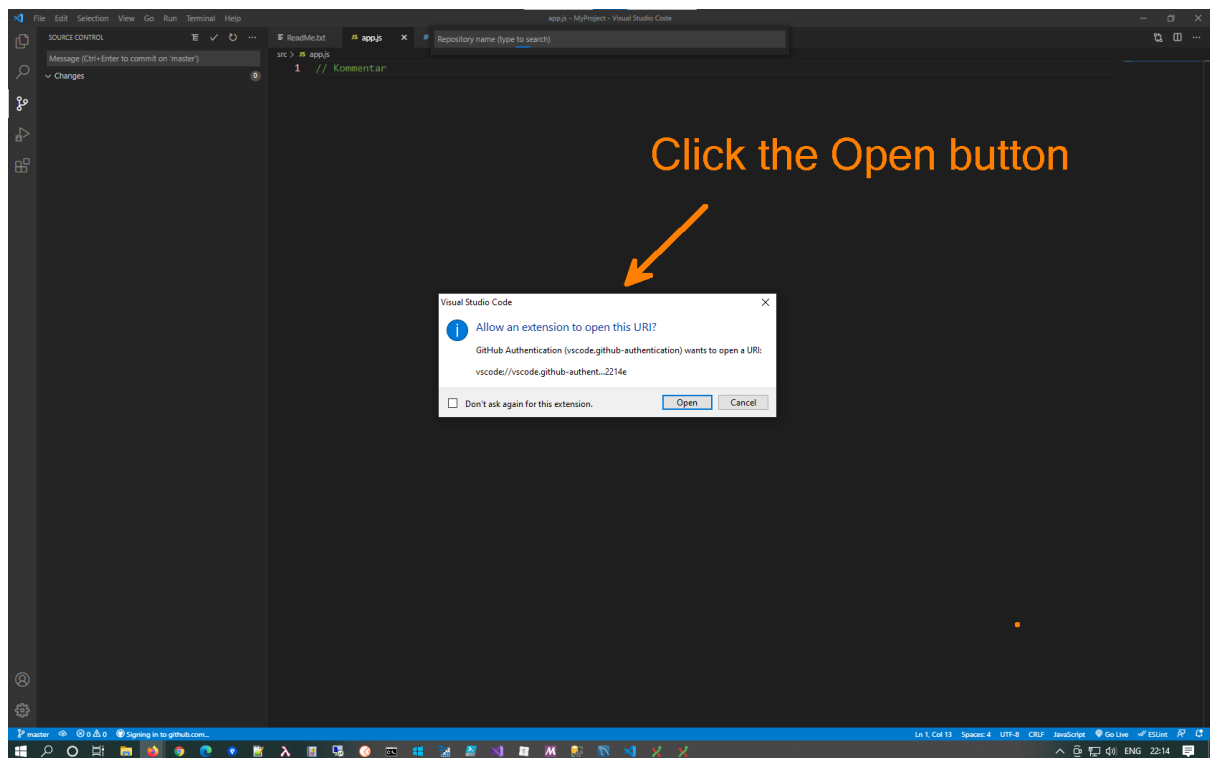 File Edit Selection View Go Run Terminal Help
app.js - MyProject - Visual Studio Code
SOURCE CONTROL
ReadMe.txt
JS app.js
#
Repository name (type to search)
Message (Ctrl+Enter to commit on 'master')
src > JS app.js
Changes 0
1 // Kommentar
Click the Open button
Visual Studio Code
Allow an extension to open this URI?
GitHub Authentication (vscode.github-authentication) wants to open a URI:
vscode://vscode.github-authent...2214e
Don't ask again for this extension.
Open
Cancel
master 0 0 Signing in to github.com...
Ln 1, Col 13 Spaces: 4 UTF-8 CRLF JavaScript Go Live ESLint
ENG 22:14